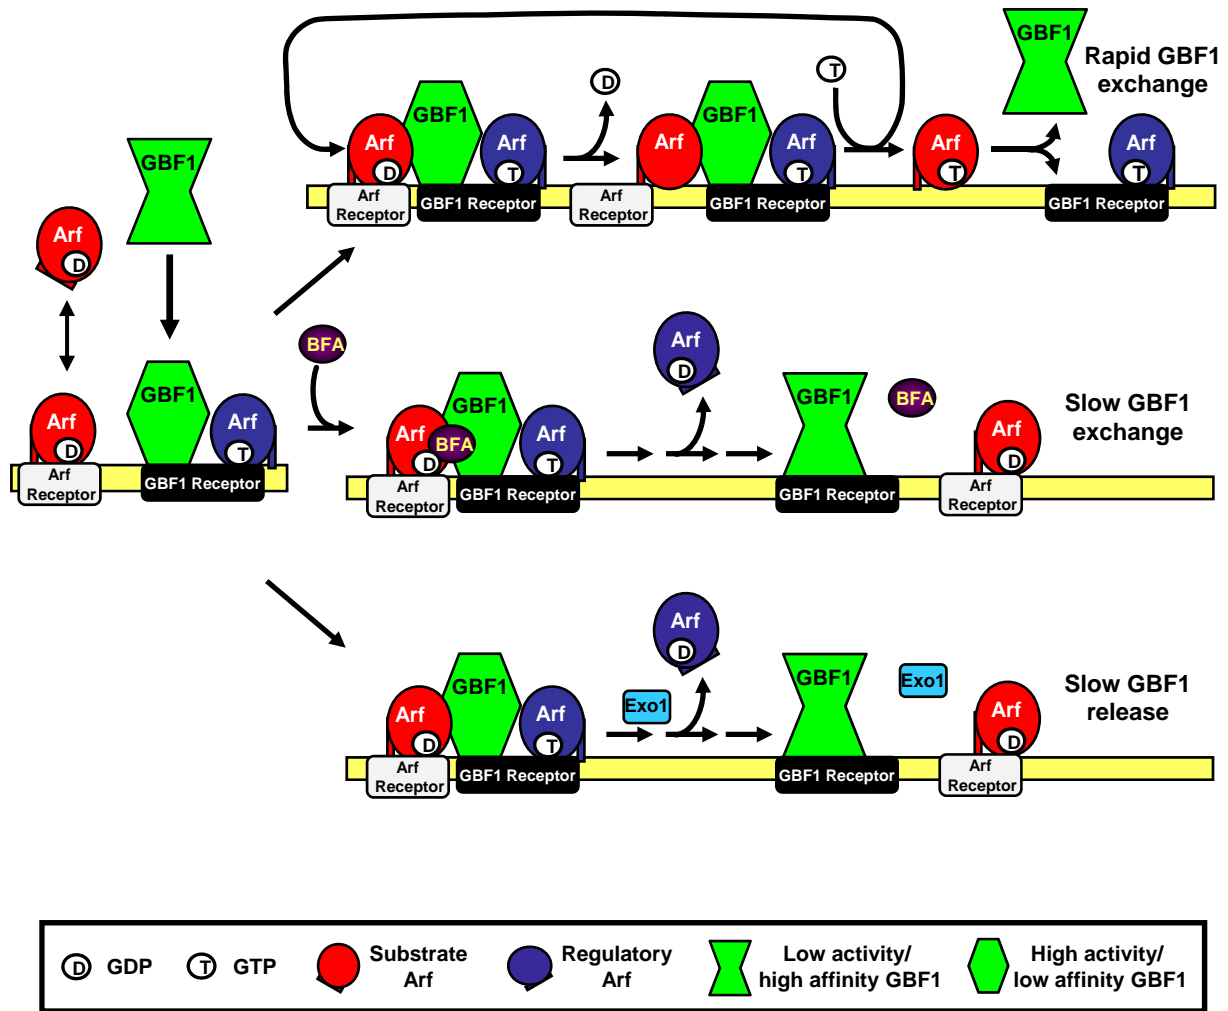 GBF1
Rapid GBF1
exchange
D
T
GBF1
GBF1
Arf
D
Arf
T
Arf
Arf
T
Arf
T
Arf
T
Arf
Receptor
GBF1 Receptor
Arf
Receptor
GBF1 Receptor
GBF1 Receptor
GBF1
Arf
D
GBF1
Arf
D
Arf
T
Arf
Receptor
GBF1 Receptor
BFA
GBF1
Arf
BFA
D
Arf
T
Arf
D
GBF1
BFA
Arf
D
Slow GBF1
exchange
Arf
Receptor
GBF1 Receptor
GBF1 Receptor
Arf
Receptor
GBF1
Arf
D
Arf
T
Exo1
Arf
D
GBF1
Exo1
Arf
D
Slow GBF1
release
Arf
Receptor
GBF1 Receptor
GBF1 Receptor
Arf
Receptor
D GDP
T GTP
Substrate
Arf
Regulatory
Arf
Low activity/
high affinity GBF1
High activity/
low affinity GBF1